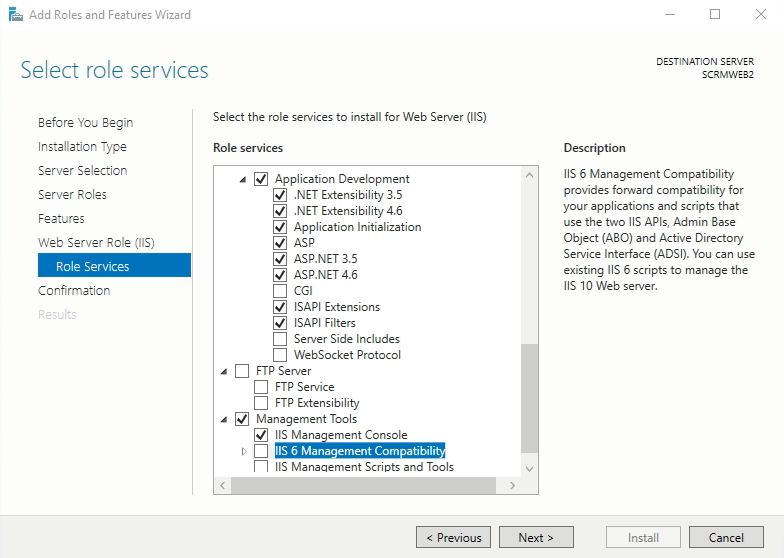 Add Roles and Features Wizard
Select role services
DESTINATION SERVER
SCRMWEB2
Before You Begin
Installation Type
Server Selection
Server Roles
Features
Web Server Role (IIS)
Role Services
Confirmation
Results
Select the role services to install for Web Server (IIS)
Role services
Application Development
.NET Extensibility 3.5
.NET Extensibility 4.6
Application Initialization
ASP
ASP.NET 3.5
ASP.NET 4.6
CGI
ISAPI Extensions
ISAPI Filters
Server Side Includes
WebSocket Protocol
FTP Server
FTP Service
FTP Extensibility
Management Tools
IIS Management Console
IIS 6 Management Compatibility
IIS Management Scripts and Tools
Description
IIS 6 Management Compatibility
provides forward compatibility for
your applications and scripts that
use the two IIS APIs, Admin Base
Object (ABO) and Active Directory
Service Interface (ADSI). You can use
existing IIS 6 scripts to manage the
IIS 10 Web server.
< Previous
Next >
Install
Cancel